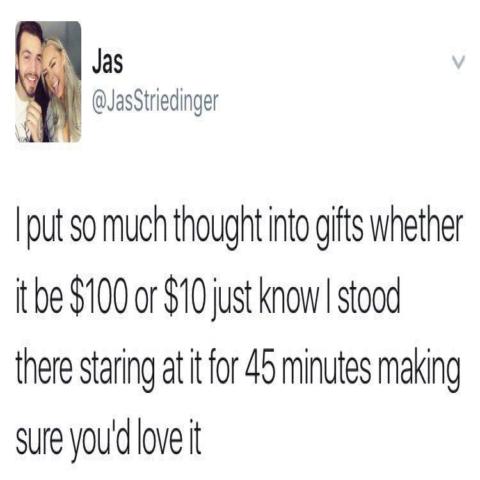 Jas
@JasStriedinger
I put so much thought into gifts whether
it be $100 or $10 just know I stood
there staring at it for 45 minutes making
sure you'd love it